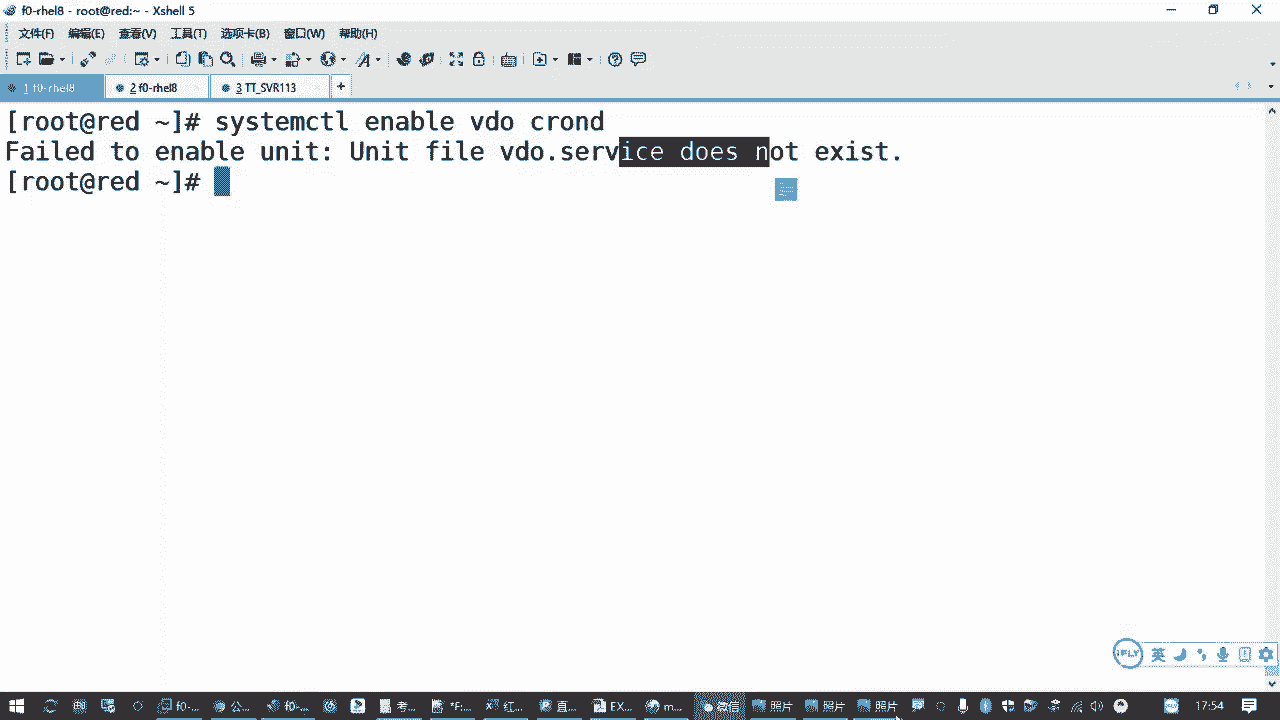 f0-rhel8 - root@red:~ - Xshell 5
文件(F) 编辑(E) 查看(V) 工具(T) 选项卡(B) 窗口(W) 帮助(H)
1 f0-rhel8 2 f0-rhel8 3 TT_SVR113 +
[root@red ~]# systemctl enable vdo crond
Failed to enable unit: Unit file vdo.service does not exist.
[root@red ~]#
iFLY 英
f0-... 公... f0-... 考... *F... 红... 直... EX... m... 微信 照片 照片 照片 17:54